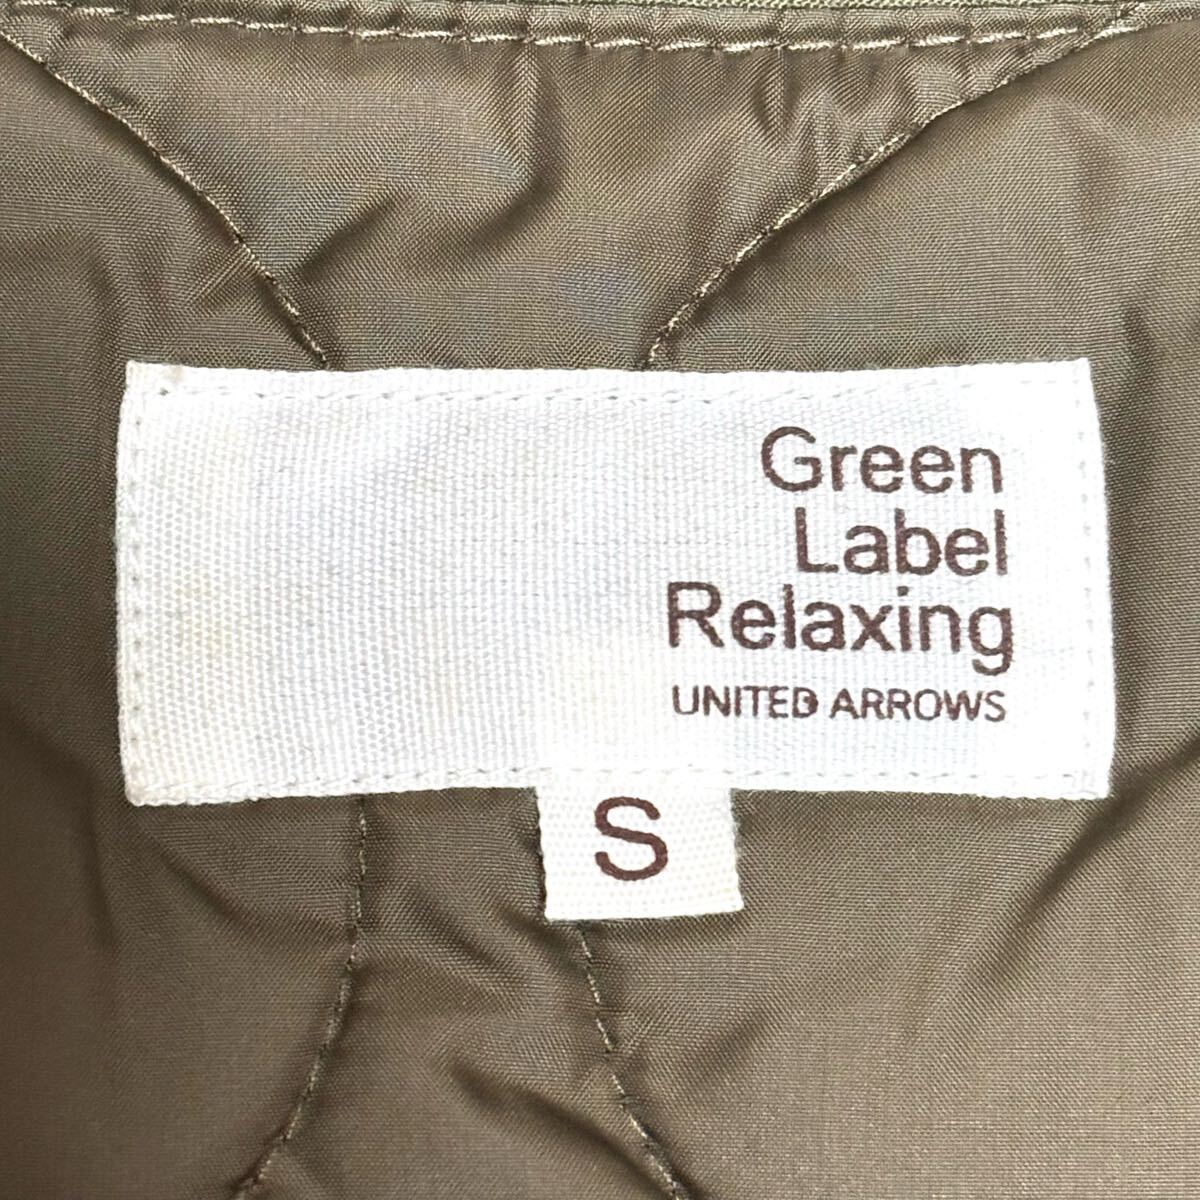 Green
Label
Relaxing
UNITED ARROWS
S